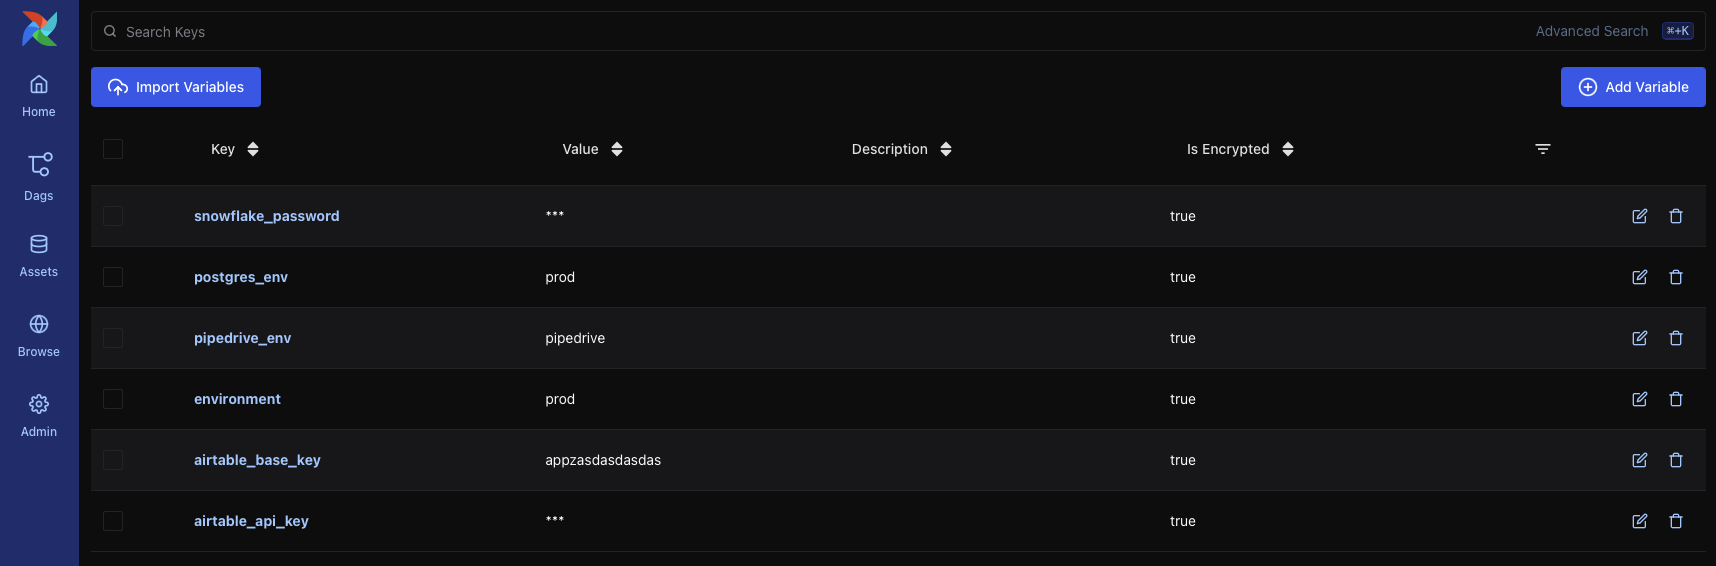 Search Keys
Advanced Search ⌘+K
Import Variables
Add Variable
Home
Dags
Assets
Browse
Admin
Key Value Description Is Encrypted
snowflake_password *** true
postgres_env prod true
pipedrive_env pipedrive true
environment prod true
airtable_base_key appzasdasdasdas true
airtable_api_key *** true